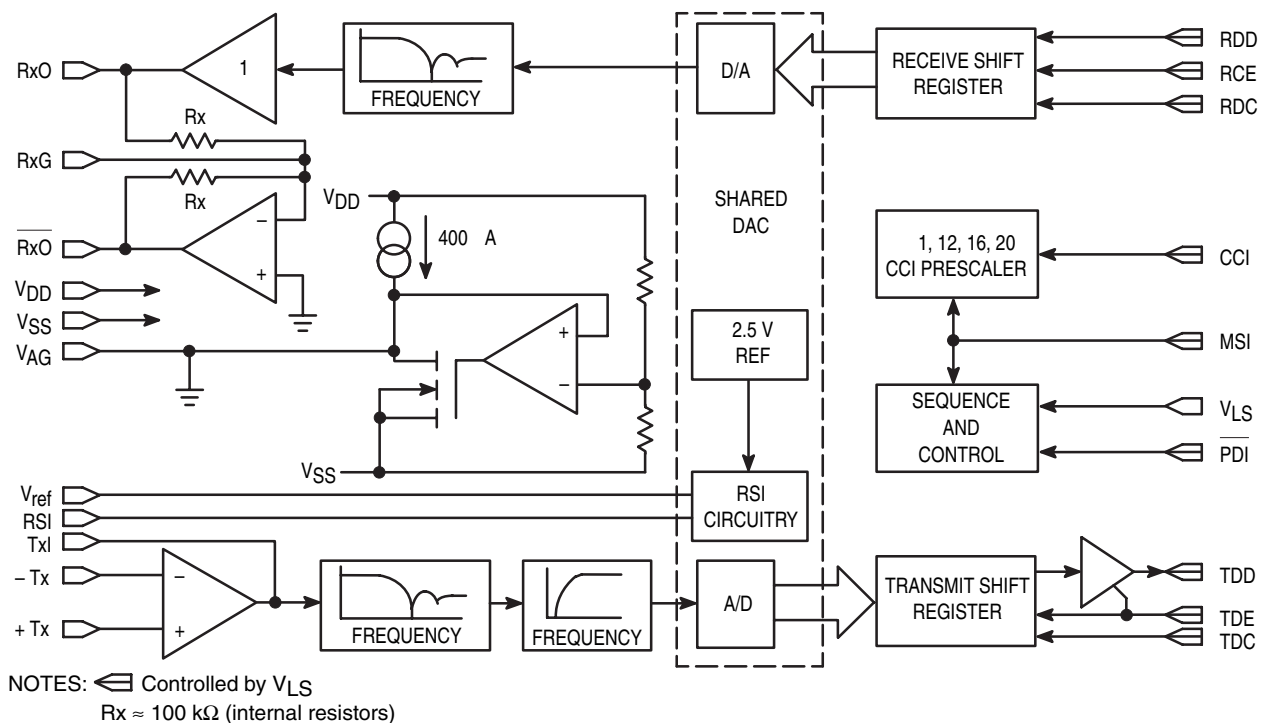 RxO
1
FREQUENCY
D/A
RECEIVE SHIFT
REGISTER
RDD
RCE
RDC
Rx
RxG
Rx
RxO
–
+
VDD
VSS
VAG
VDD
400 A
+
–
VSS
SHARED
DAC
2.5 V
REF
1, 12, 16, 20
CCI PRESCALER
CCI
MSI
SEQUENCE
AND
CONTROL
VLS
PDI
Vref
RSI
RSI
CIRCUITRY
TxI
– Tx
+ Tx
–
+
FREQUENCY
FREQUENCY
A/D
TRANSMIT SHIFT
REGISTER
TDD
TDE
TDC
NOTES: Controlled by VLS
Rx ≈ 100 kΩ (internal resistors)